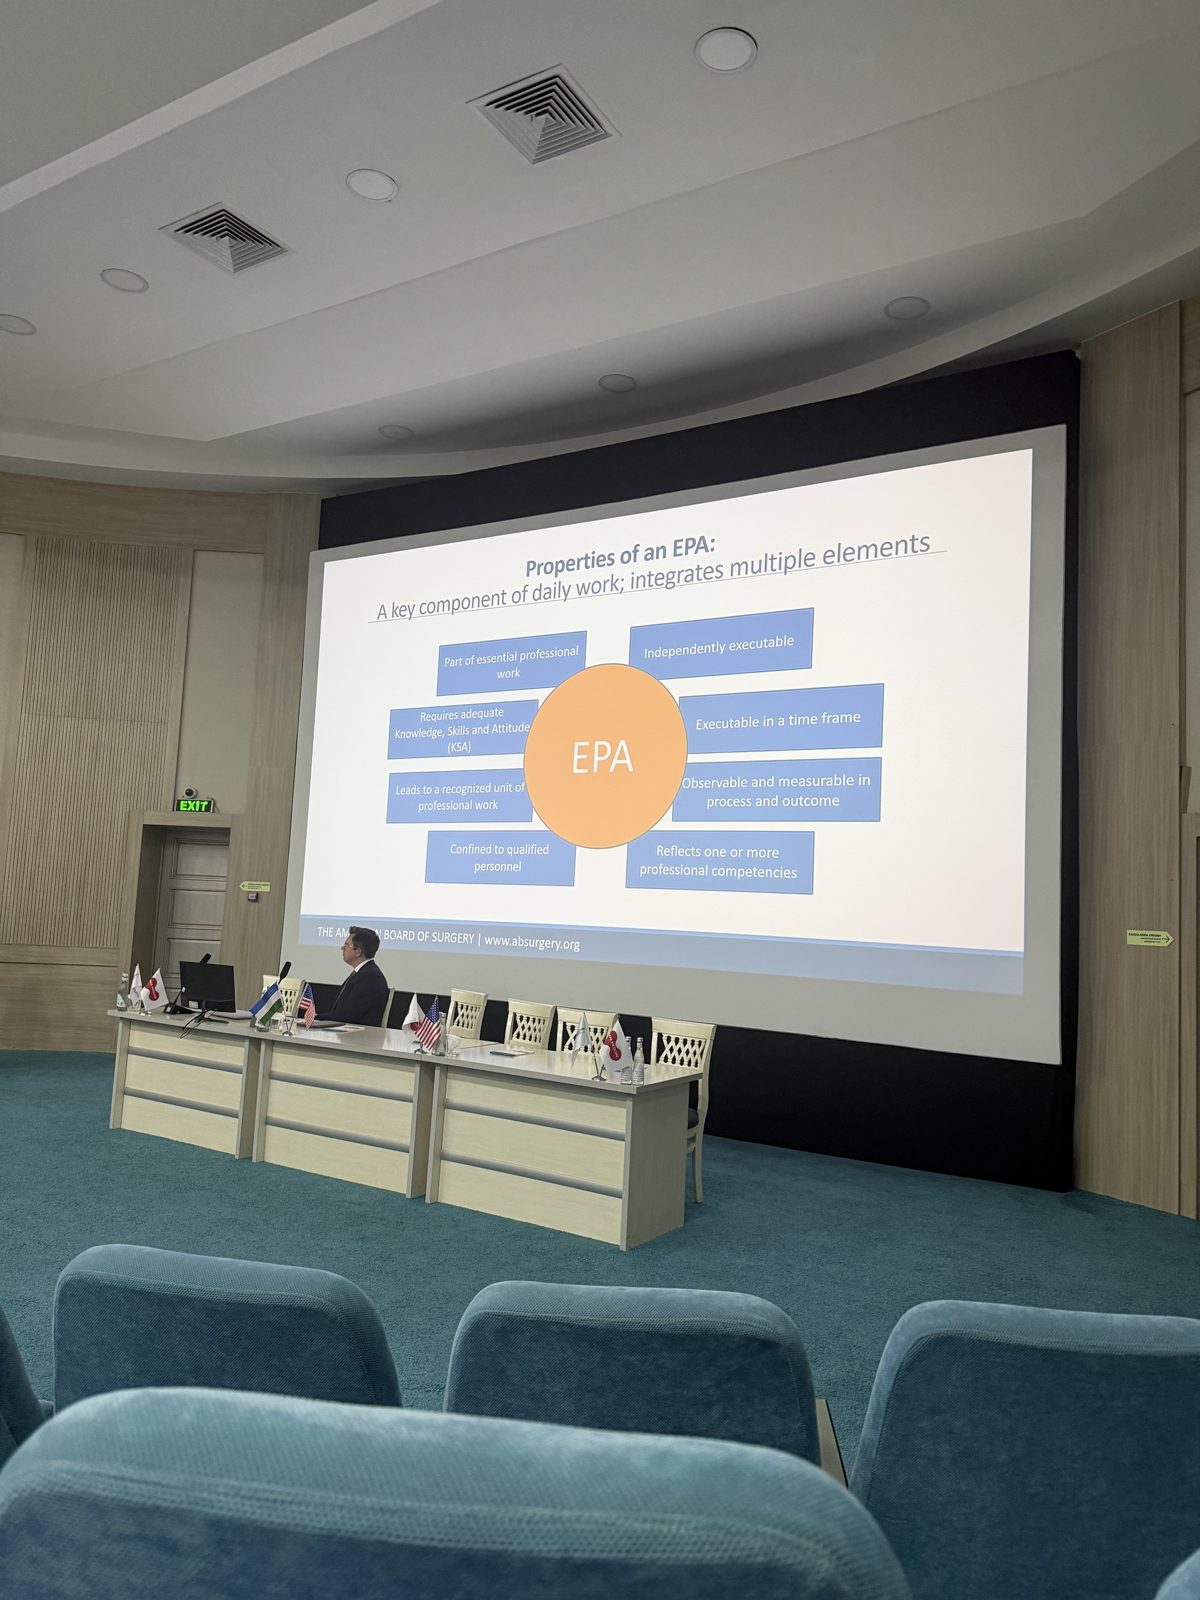 Properties of an EPA:
A key component of daily work; integrates multiple elements
Part of essential professional
work
Requires adequate
Knowledge, Skills and Attitude
(KSA)
Leads to a recognized unit of
professional work
Confined to qualified
personnel
EPA
Independently executable
Executable in a time frame
Observable and measurable in
process and outcome
Reflects one or more
professional competencies
THE AM N BOARD OF SURGERY | www.absurgery.org
EXIT